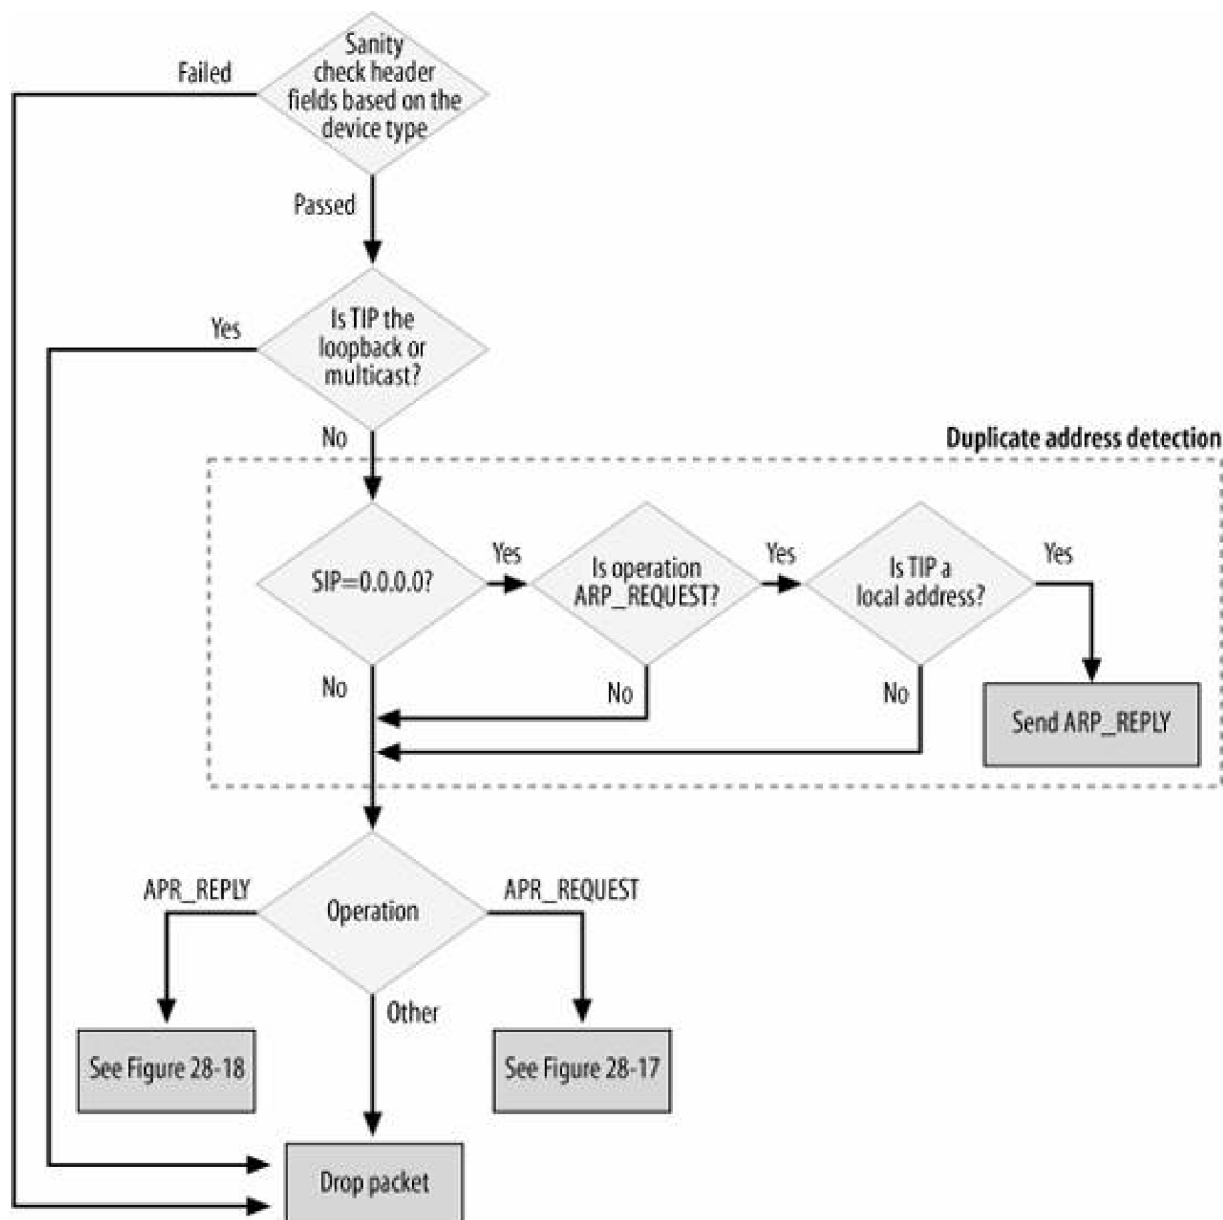 Sanity
check header
fields based on the
device type
Failed
Passed
Is TIP the
loopback or
multicast?
Yes
No
Duplicate address detection
SIP=0.0.0.0?
Yes
Is operation
ARP_REQUEST?
Yes
Is TIP a
local address?
Yes
No
No
No
Send ARP_REPLY
APR_REPLY
Operation
APR_REQUEST
Other
See Figure 28-18
See Figure 28-17
Drop packet